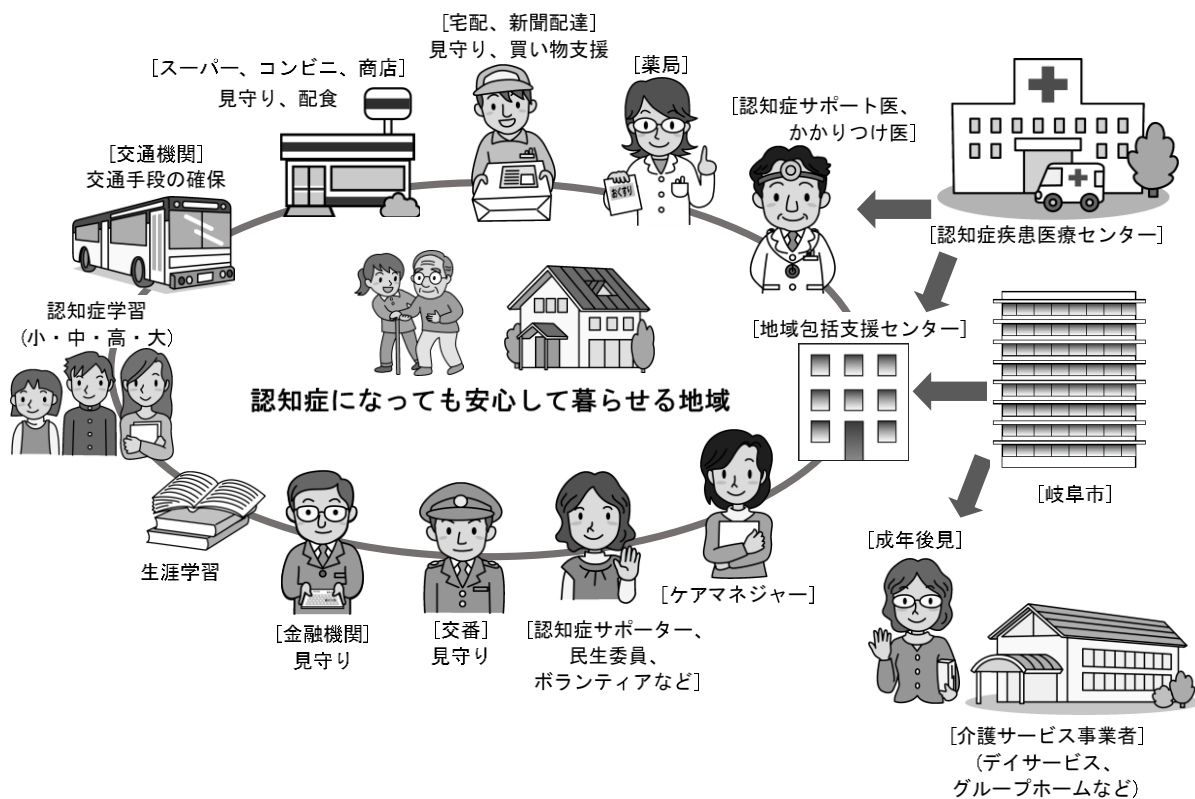 [宅配、新聞配達]
見守り、買い物支援
[スーパー、コンビニ、商店]
見守り、配食
[薬局]
おくすり
[認知症サポート医、
かかりつけ医]
[交通機関]
交通手段の確保
[認知症疾患医療センター]
認知症学習
(小・中・高・大)
[地域包括支援センター]
認知症になっても安心して暮らせる地域
[岐阜市]
[成年後見]
生涯学習
[ケアマネジャー]
[金融機関]
見守り
[交番]
見守り
[認知症サポーター、
民生委員、
ボランティアなど]
[介護サービス事業者]
(デイサービス、
グループホームなど)